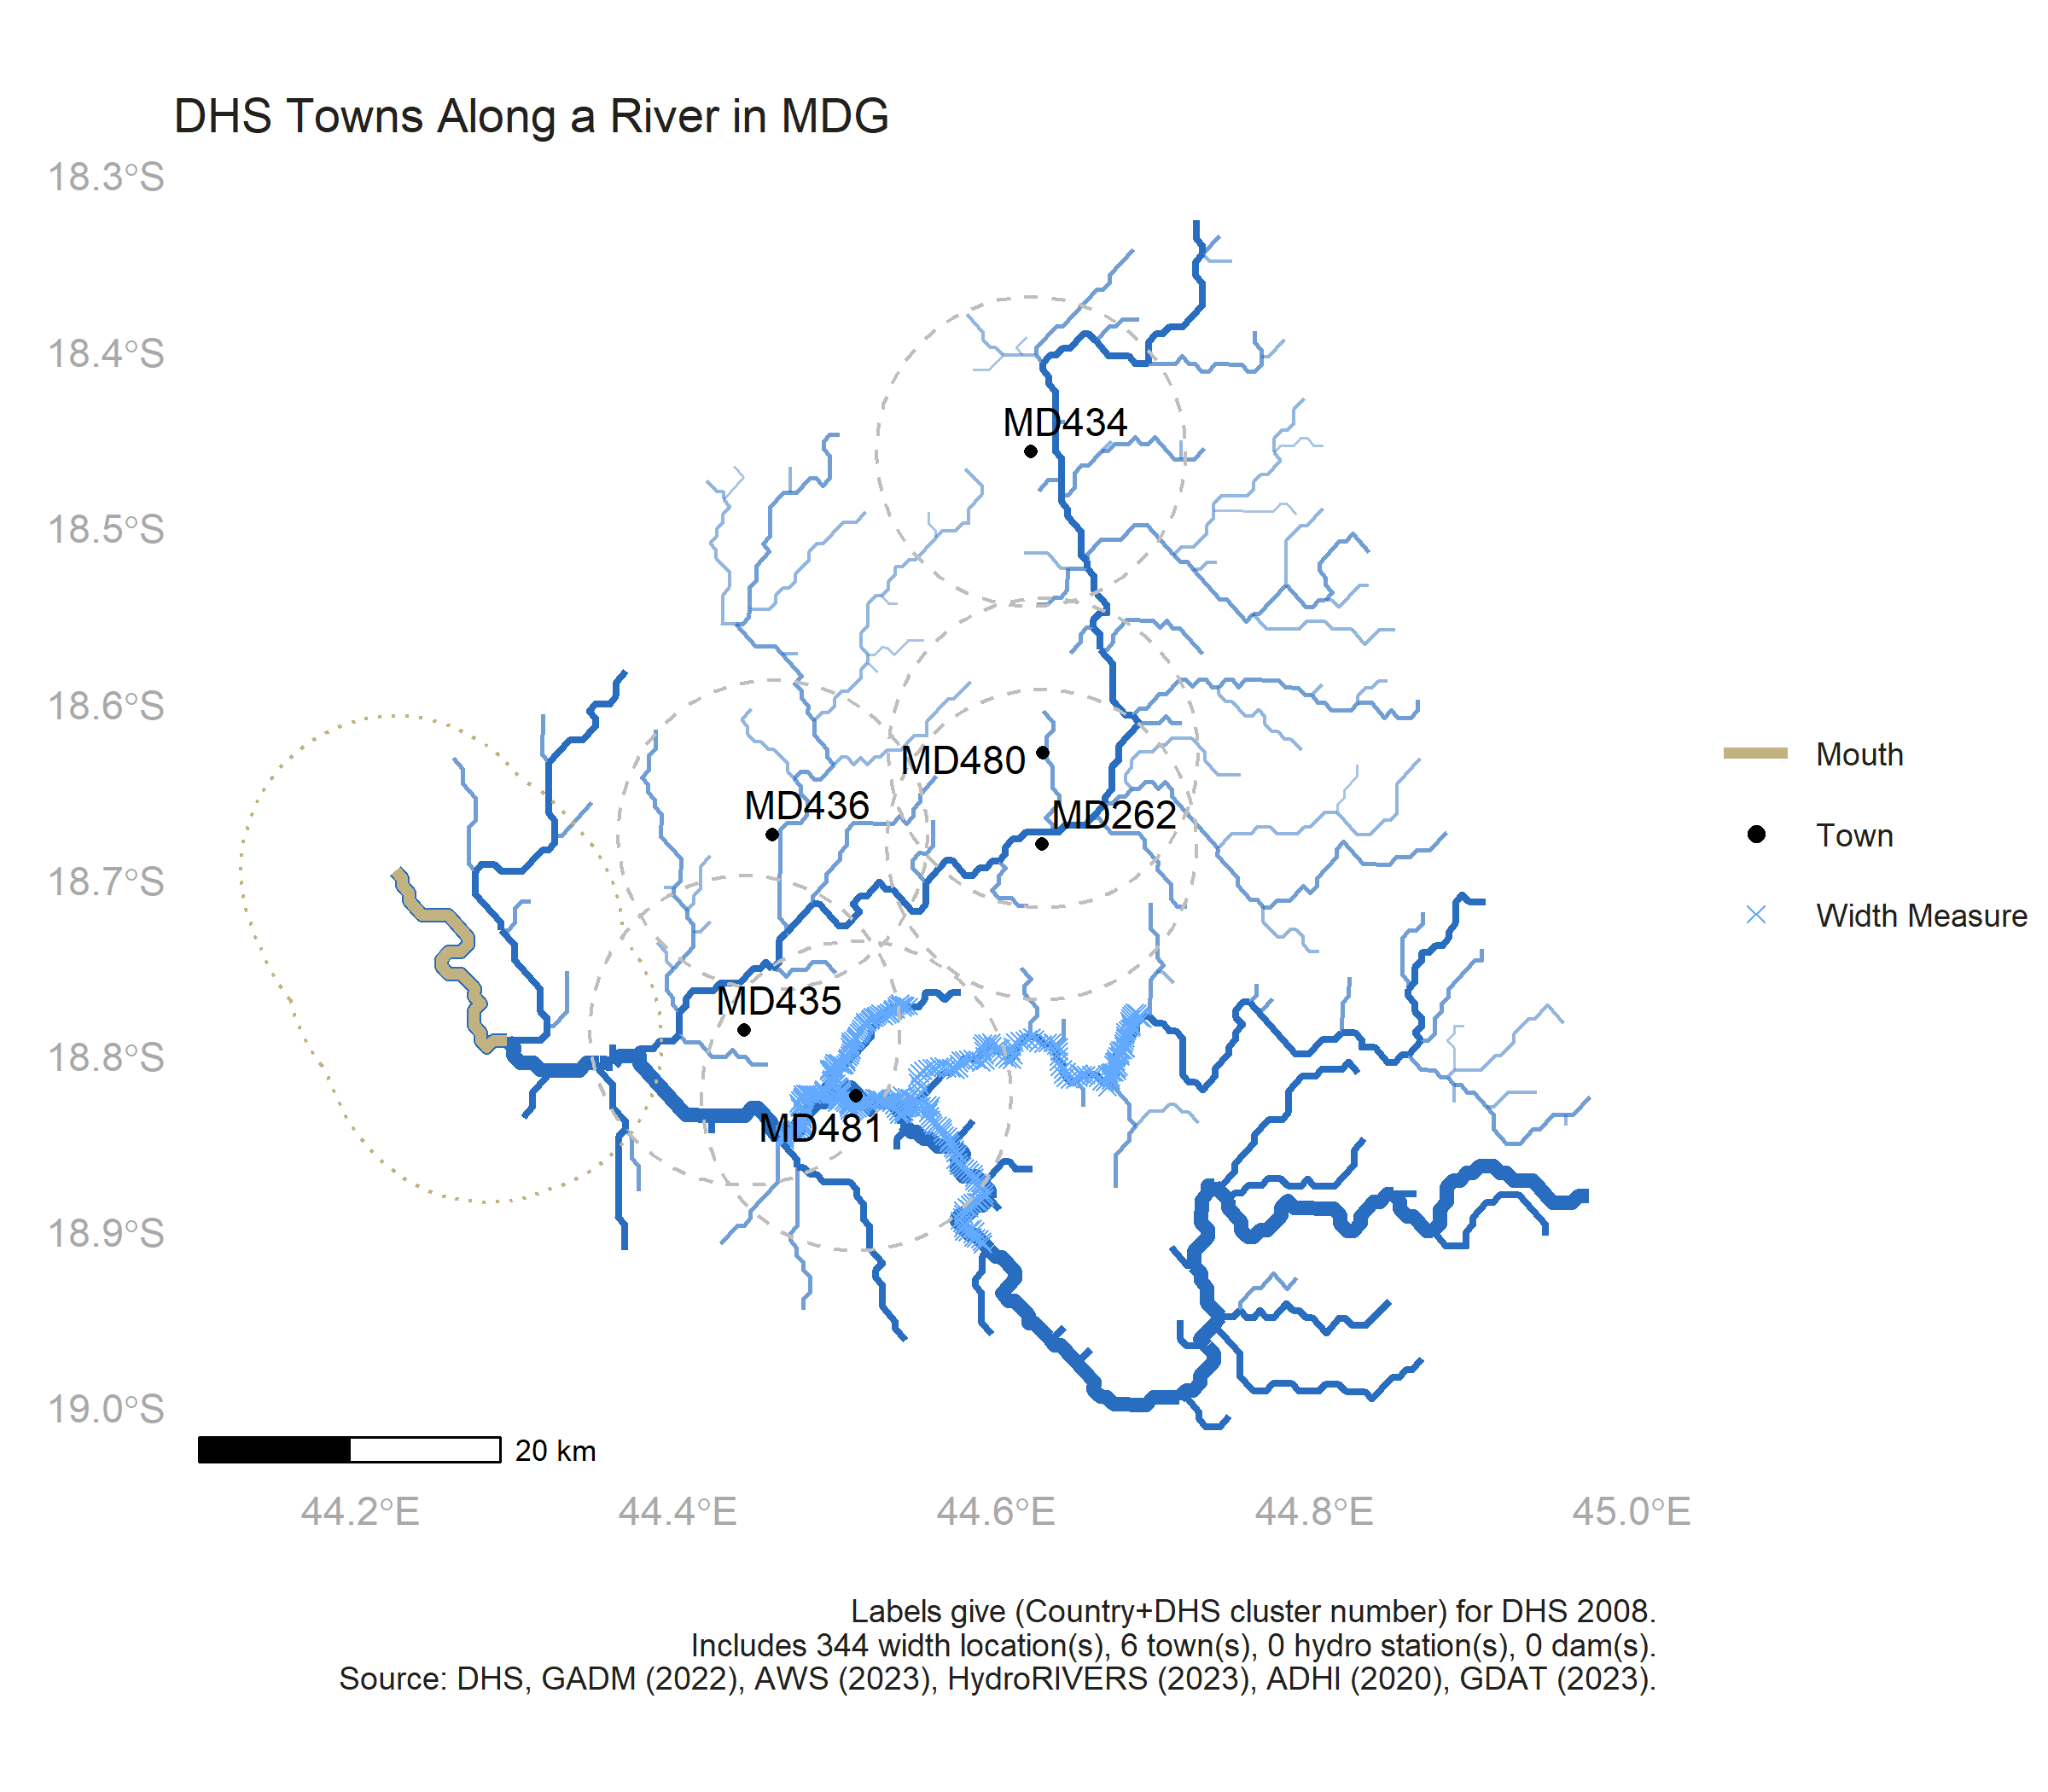 DHS Towns Along a River in MDG
18.3°S
18.4°S
MD434
18.5°S
18.6°S
MD480
Mouth
MD436
MD262
Town
18.7°S
Width Measure
MD435
18.8°S
MD481
18.9°S
19.0°S
20 km
44.2°E 44.4°E 44.6°E 44.8°E 45.0°E
Labels give (Country+DHS cluster number) for DHS 2008.
Includes 344 width location(s), 6 town(s), 0 hydro station(s), 0 dam(s).
Source: DHS, GADM (2022), AWS (2023), HydroRIVERS (2023), ADHI (2020), GDAT (2023).